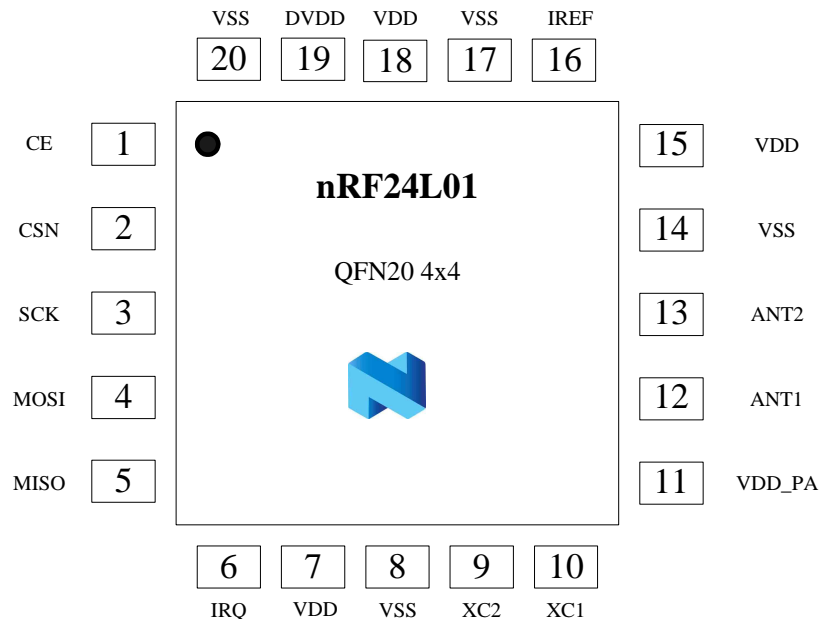 VSS DVDD VDD VSS IREF
20 19 18 17 16
CE 1 15 VDD
nRF24L01
CSN 2 14 VSS
QFN20 4x4
SCK 3 13 ANT2
MOSI 4 12 ANT1
MISO 5 11 VDD_PA
6 7 8 9 10
IRQ VDD VSS XC2 XC1